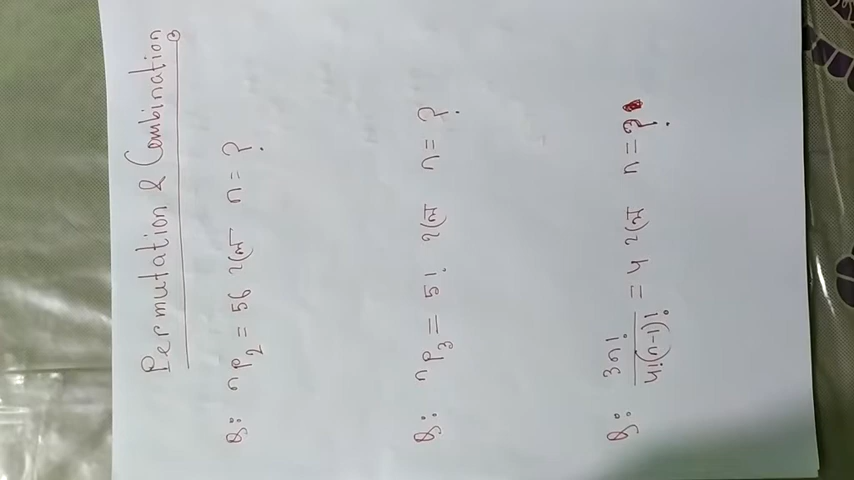 Permutation & Combination
Q: nP2 = 56 হলে n = ?
Q: nP3 = 5! হলে n = ?
Q: 3n! / 4!(n-1)! = 4 হলে n = ?